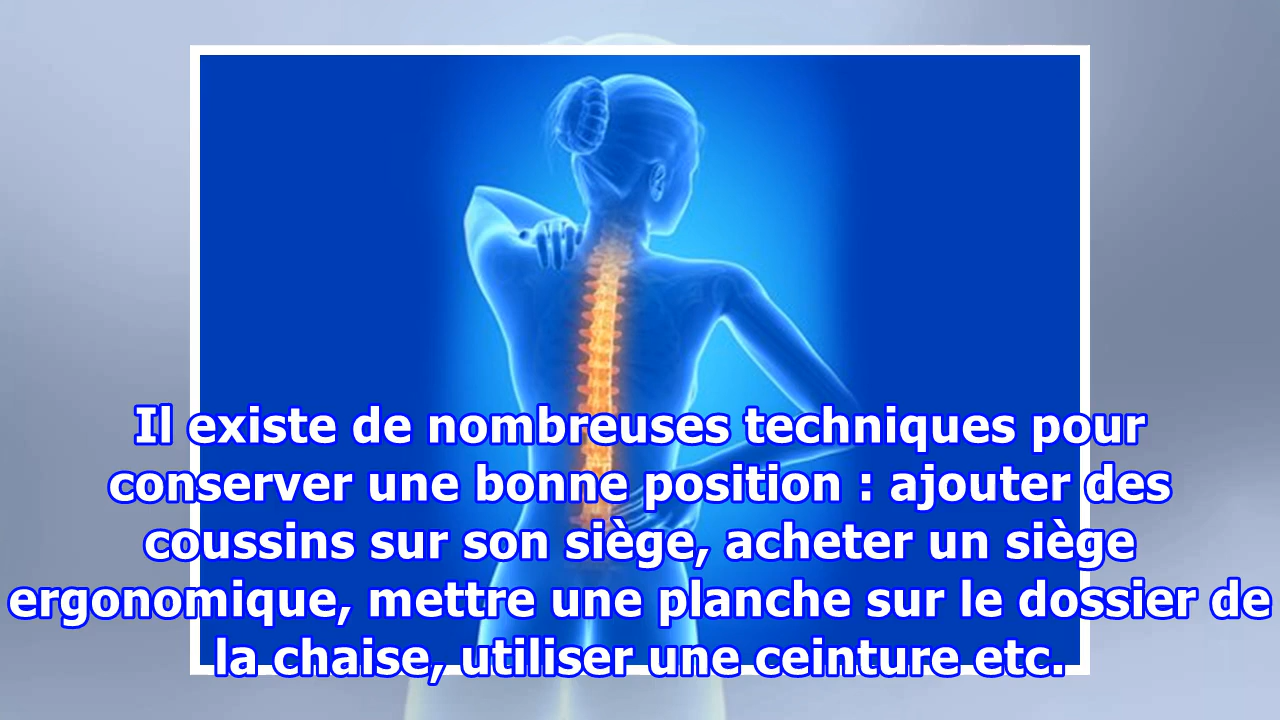 Il existe de nombreuses techniques pour
conserver une bonne position : ajouter des
coussins sur son siège, acheter un siège
ergonomique, mettre une planche sur le dossier de
la chaise, utiliser une ceinture etc.